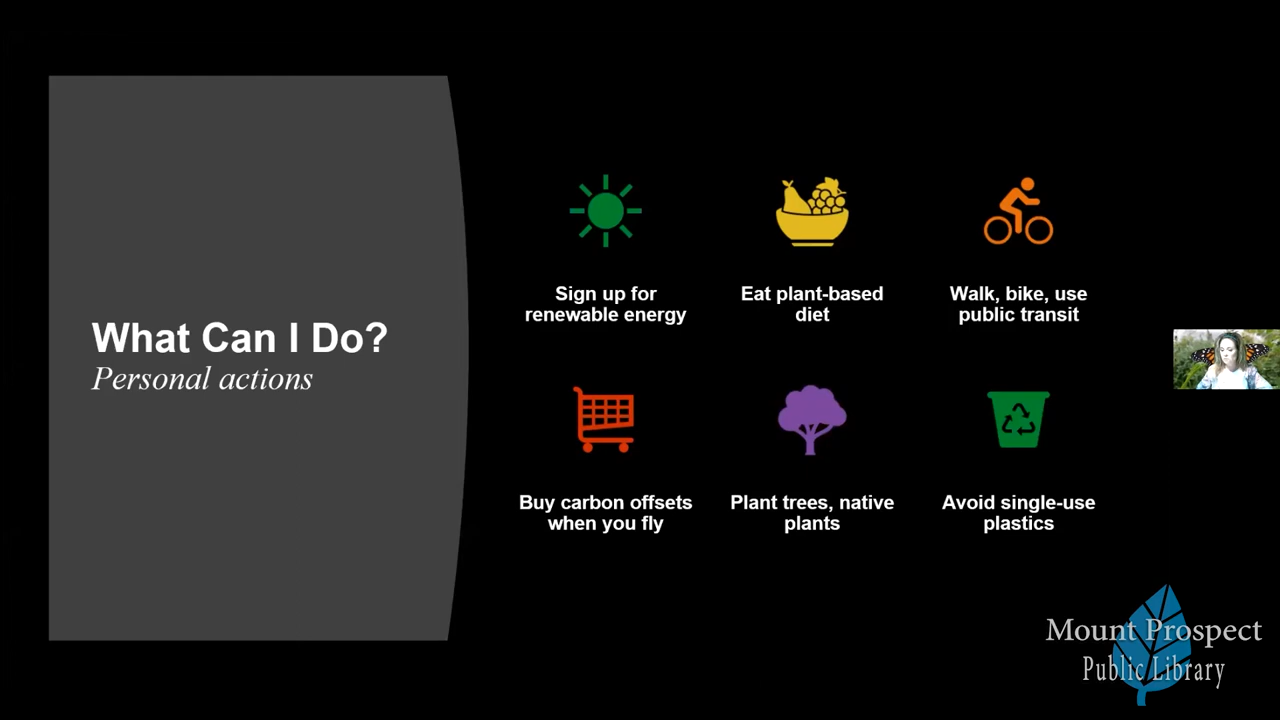 What Can I Do?
Personal actions
Sign up for
renewable energy
Eat plant-based
diet
Walk, bike, use
public transit
Buy carbon offsets
when you fly
Plant trees, native
plants
Avoid single-use
plastics
Mount Prospect
Public Library